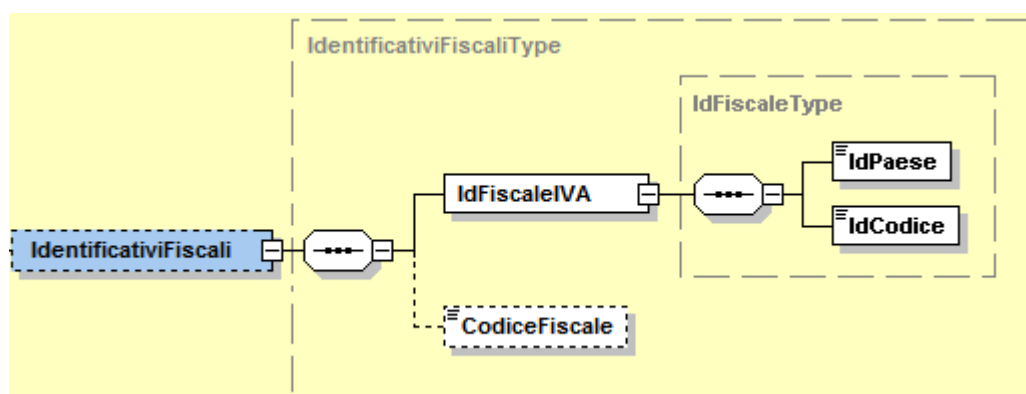 IdentificativiFiscaliType
IdFiscaleType
IdPaese
IdFiscaleIVA
IdCodice
IdentificativiFiscali
CodiceFiscale